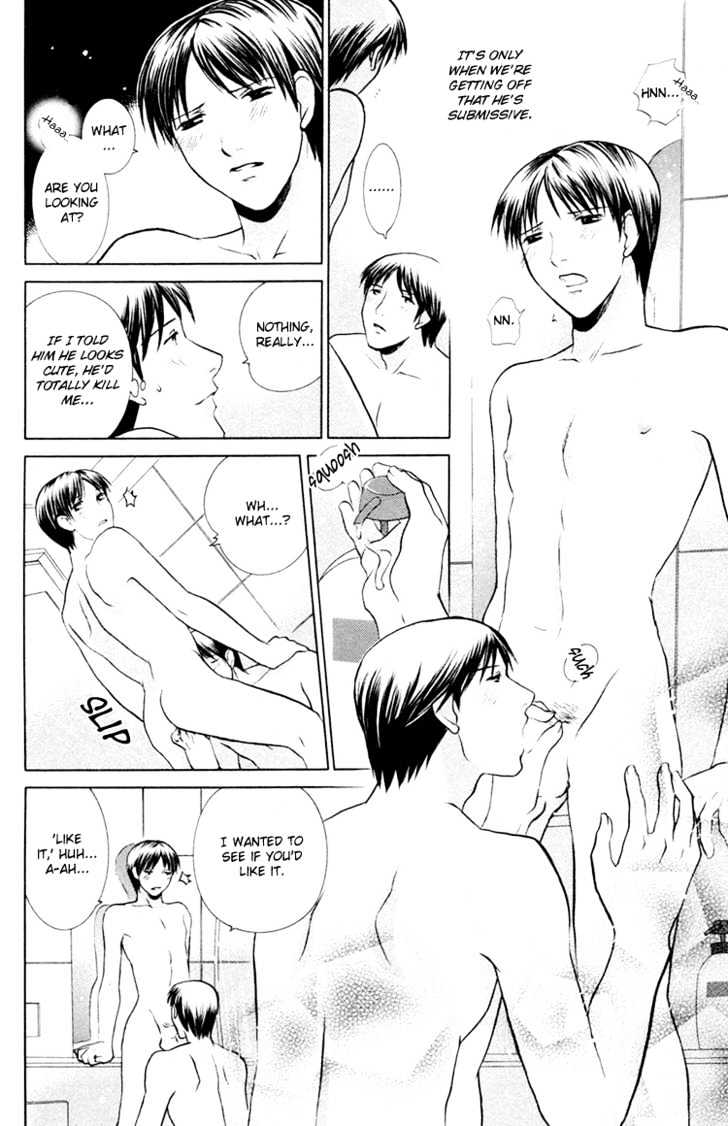 IT'S ONLY
WHEN WE'RE
GETTING OFF
THAT HE'S
SUBMISSIVE.
HNN...
Haaa.
NN.
......
WHAT
...
Haaa.
ARE YOU
LOOKING
AT?
NOTHING,
REALLY...
IF I TOLD
HIM HE LOOKS
CUTE, HE'D
TOTALLY KILL
ME...
squoosh
WH...
WHAT...?
SLIP
suck
I WANTED TO
SEE IF YOU'D
LIKE IT.
'LIKE
IT,' HUH...
A-AH...